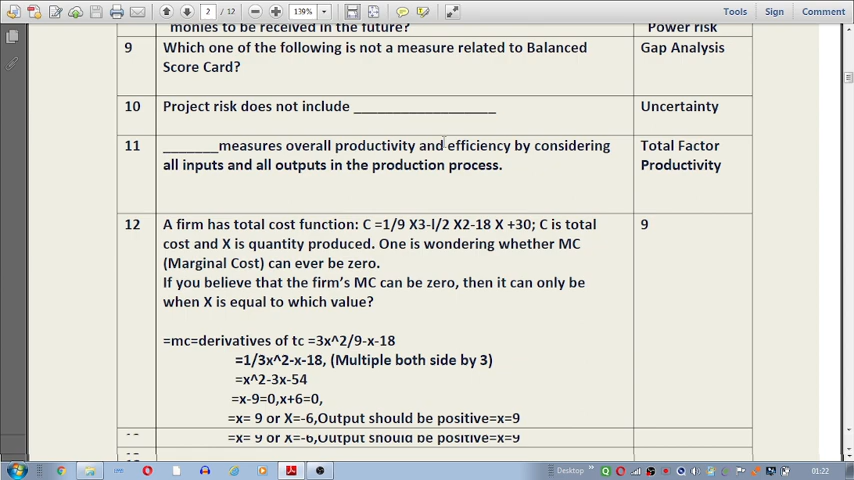 2 / 12 139% Tools Sign Comment
monies to be received in the future? Power risk
9 Which one of the following is not a measure related to Balanced Gap Analysis
Score Card?
10 Project risk does not include __________________ Uncertainty
11 _______measures overall productivity and efficiency by considering Total Factor
all inputs and all outputs in the production process. Productivity
12 A firm has total cost function: C =1/9 X3-l/2 X2-18 X +30; C is total 9
cost and X is quantity produced. One is wondering whether MC
(Marginal Cost) can ever be zero.
If you believe that the firm's MC can be zero, then it can only be
when X is equal to which value?
=mc=derivatives of tc =3x^2/9-x-18
=1/3x^2-x-18, (Multiple both side by 3)
=x^2-3x-54
=x-9=0,x+6=0,
=x= 9 or X=-6,Output should be positive=x=9
=x= 9 or X=-6,Output should be positive=x=9
Desktop 01:22